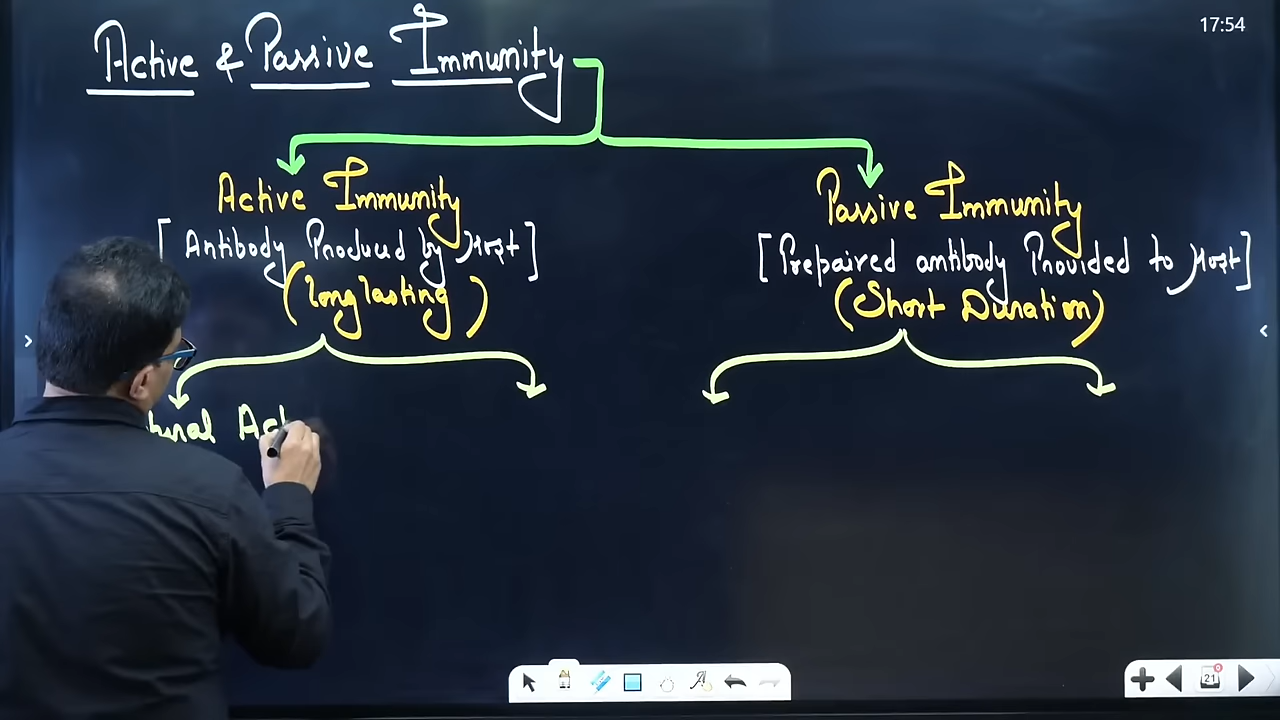 Active & Passive Immunity
17:54
Active Immunity
[Antibody Produced by Host]
(Long lasting)
Passive Immunity
[Prepaired antibody Provided to Host]
(Short Duration)
21